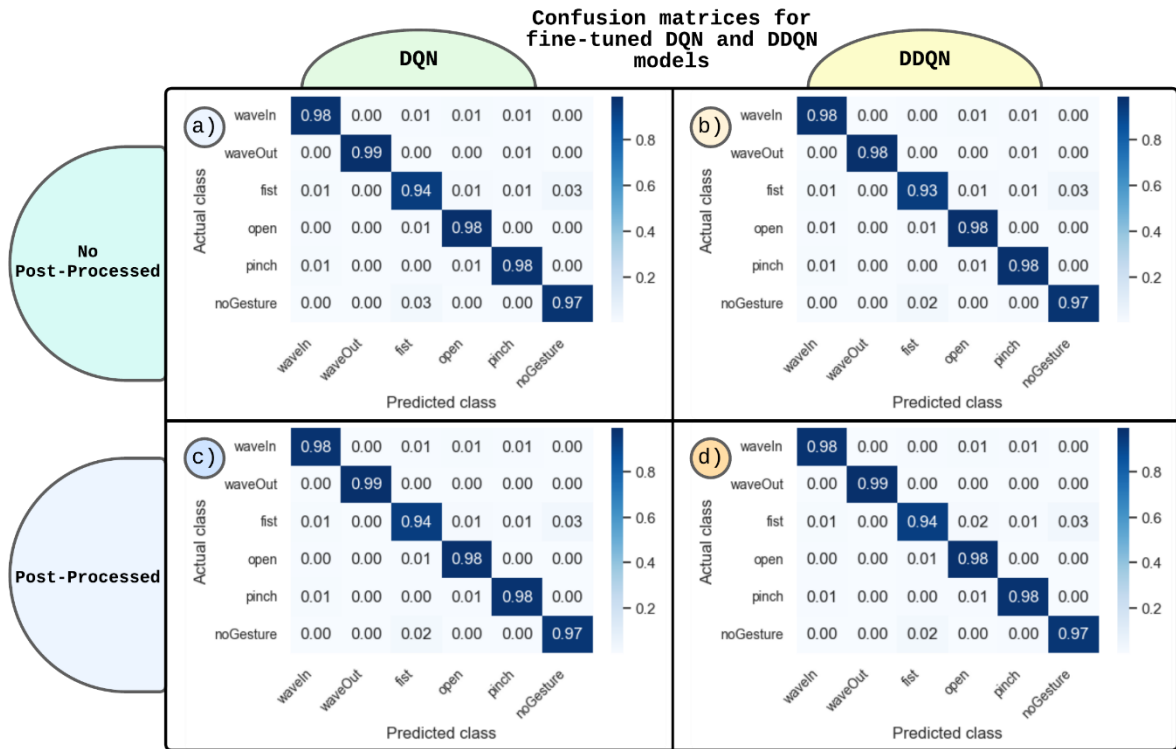 Confusion matrices for
fine-tuned DQN and DDQN
models
DQN
DDQN
No
Post-Processed
Post-Processed
a)
Actual class
waveIn 0.98 0.00 0.01 0.01 0.01 0.00
waveOut 0.00 0.99 0.00 0.00 0.01 0.00
fist 0.01 0.00 0.94 0.01 0.01 0.03
open 0.00 0.00 0.01 0.98 0.00 0.00
pinch 0.01 0.00 0.00 0.01 0.98 0.00
noGesture 0.00 0.00 0.03 0.00 0.00 0.97
waveIn waveOut fist open pinch noGesture
Predicted class
0.8
0.6
0.4
0.2
b)
Actual class
waveIn 0.98 0.00 0.00 0.01 0.01 0.00
waveOut 0.00 0.98 0.00 0.00 0.01 0.00
fist 0.01 0.00 0.93 0.01 0.01 0.03
open 0.01 0.00 0.01 0.98 0.00 0.00
pinch 0.01 0.00 0.00 0.01 0.98 0.00
noGesture 0.00 0.00 0.02 0.00 0.00 0.97
waveIn waveOut fist open pinch noGesture
Predicted class
0.8
0.6
0.4
0.2
c)
Actual class
waveIn 0.98 0.00 0.01 0.01 0.01 0.00
waveOut 0.00 0.99 0.00 0.00 0.00 0.00
fist 0.01 0.00 0.94 0.01 0.01 0.03
open 0.00 0.00 0.01 0.98 0.00 0.00
pinch 0.01 0.00 0.00 0.01 0.98 0.00
noGesture 0.00 0.00 0.02 0.00 0.00 0.97
waveIn waveOut fist open pinch noGesture
Predicted class
0.8
0.6
0.4
0.2
d)
Actual class
waveIn 0.98 0.00 0.00 0.01 0.01 0.00
waveOut 0.00 0.99 0.00 0.00 0.00 0.00
fist 0.01 0.00 0.94 0.02 0.01 0.03
open 0.00 0.00 0.01 0.98 0.00 0.00
pinch 0.01 0.00 0.00 0.01 0.98 0.00
noGesture 0.00 0.00 0.02 0.00 0.00 0.97
waveIn waveOut fist open pinch noGesture
Predicted class
0.8
0.6
0.4
0.2